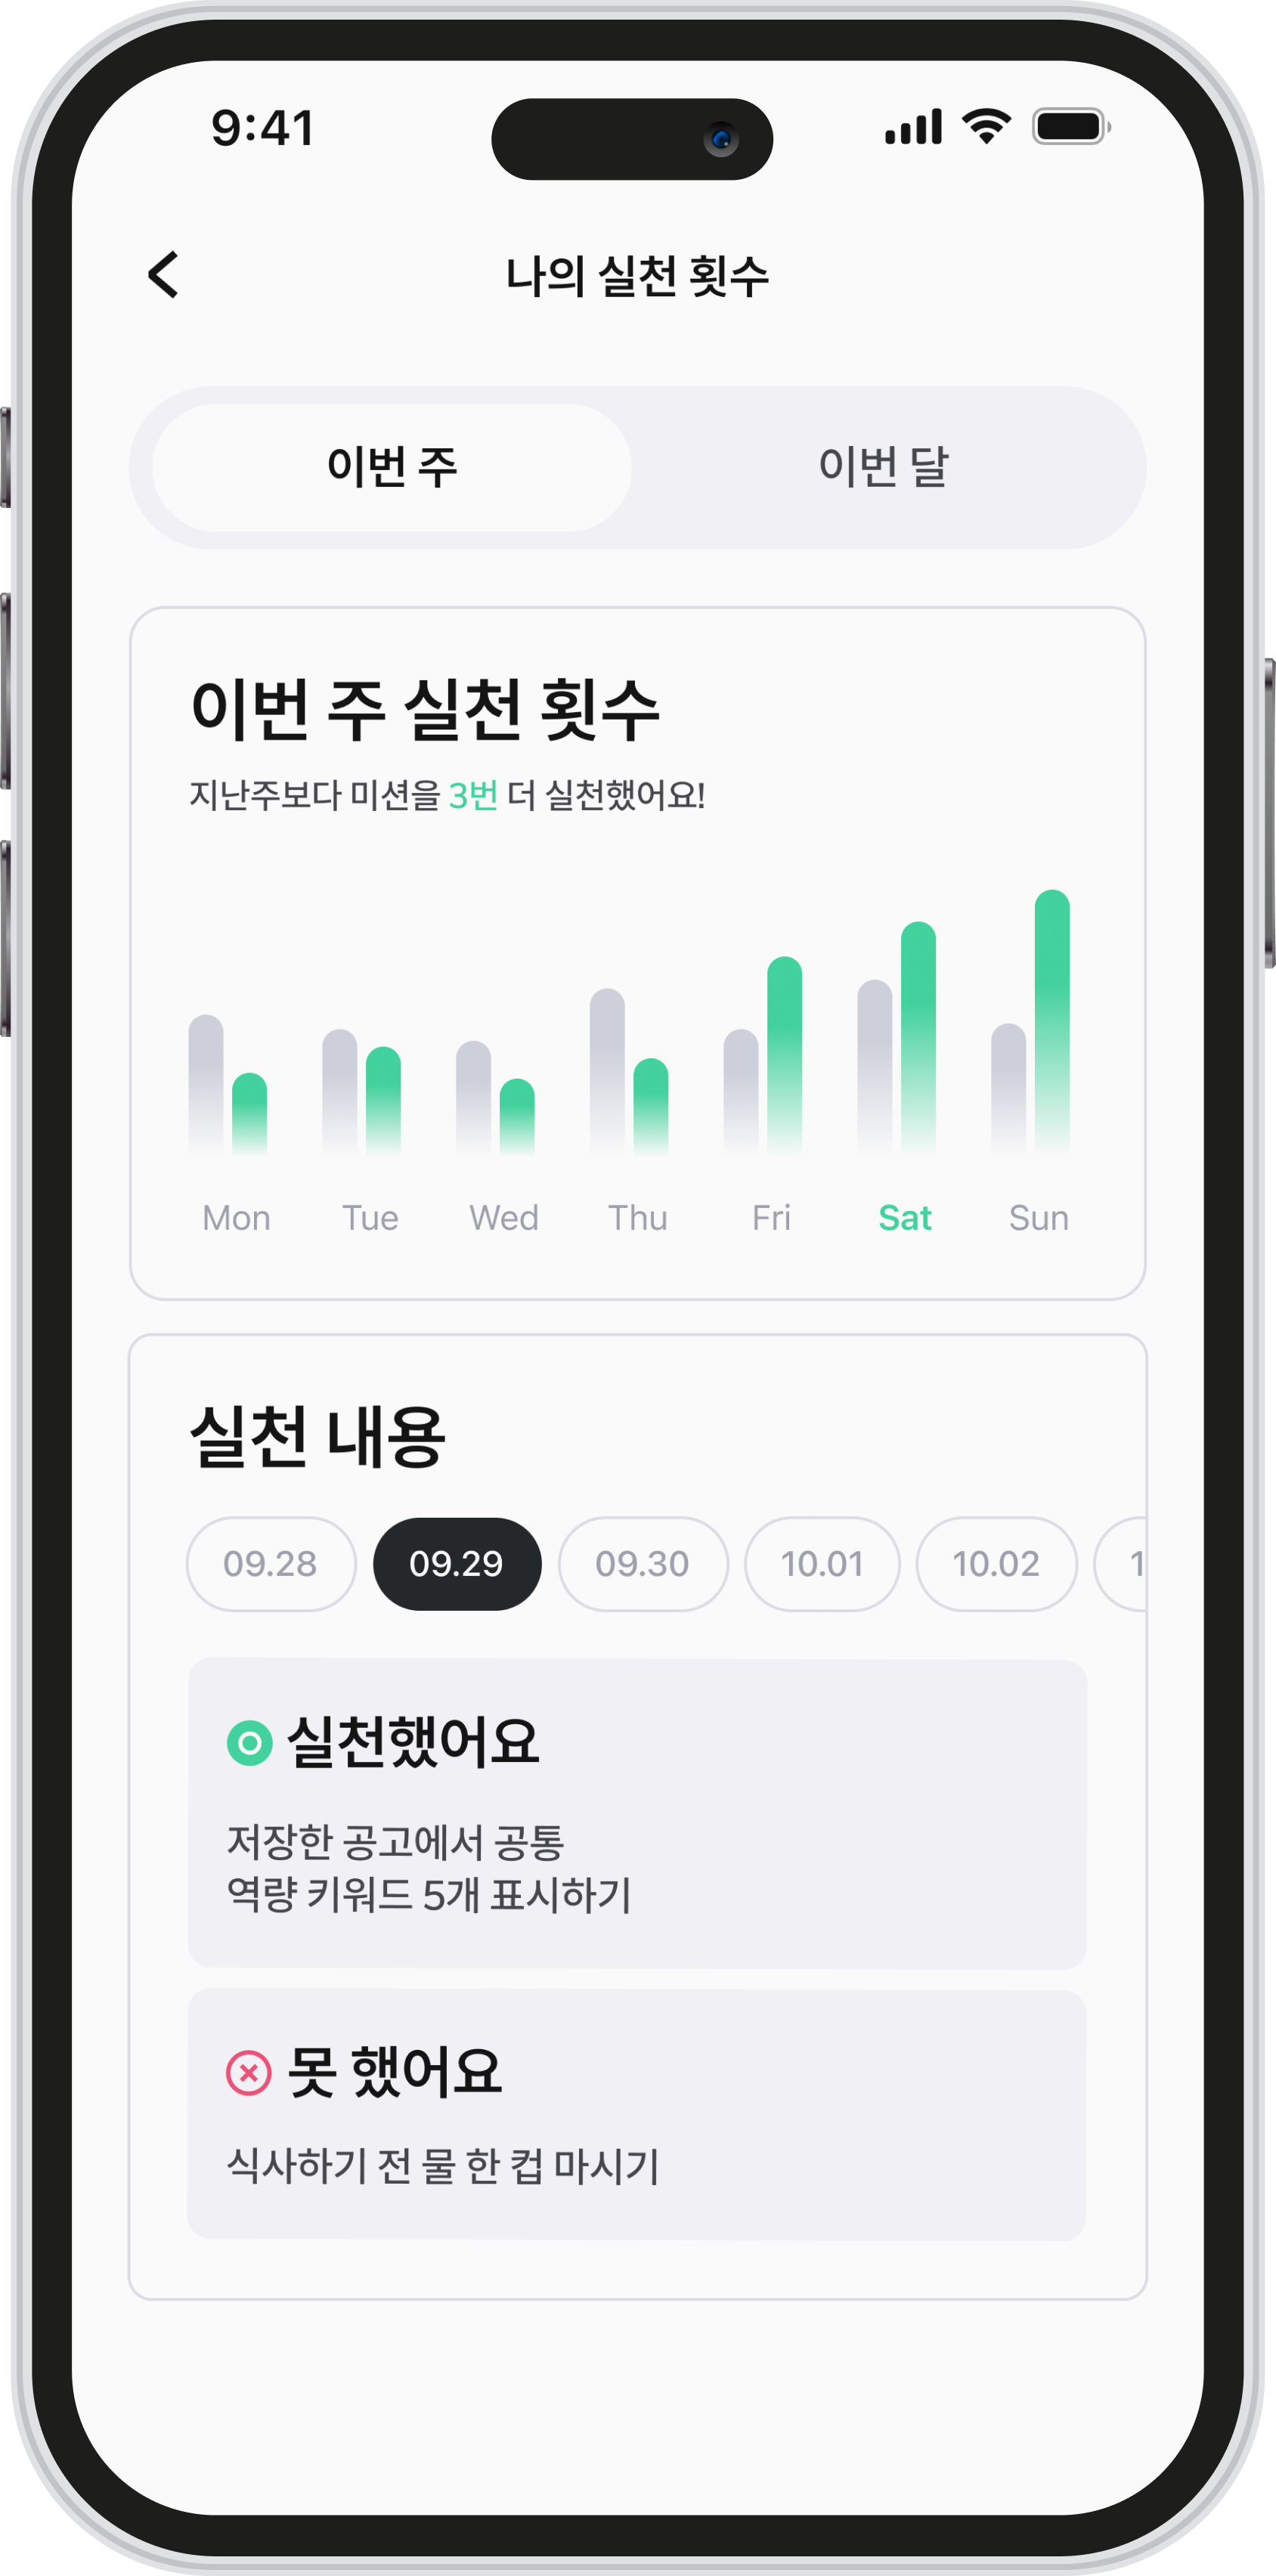 9:41
나의 실천 횟수
이번 주
이번 달
이번 주 실천 횟수
지난주보다 미션을 3번 더 실천했어요!
Mon Tue Wed Thu Fri Sat Sun
실천 내용
09.28 09.29 09.30 10.01 10.02
실천했어요
저장한 공고에서 공통
역량 키워드 5개 표시하기
못 했어요
식사하기 전 물 한 컵 마시기